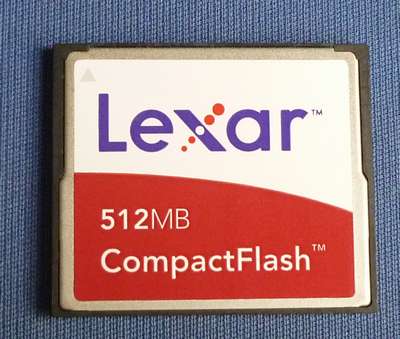 Lexar™
512MB
CompactFlash™